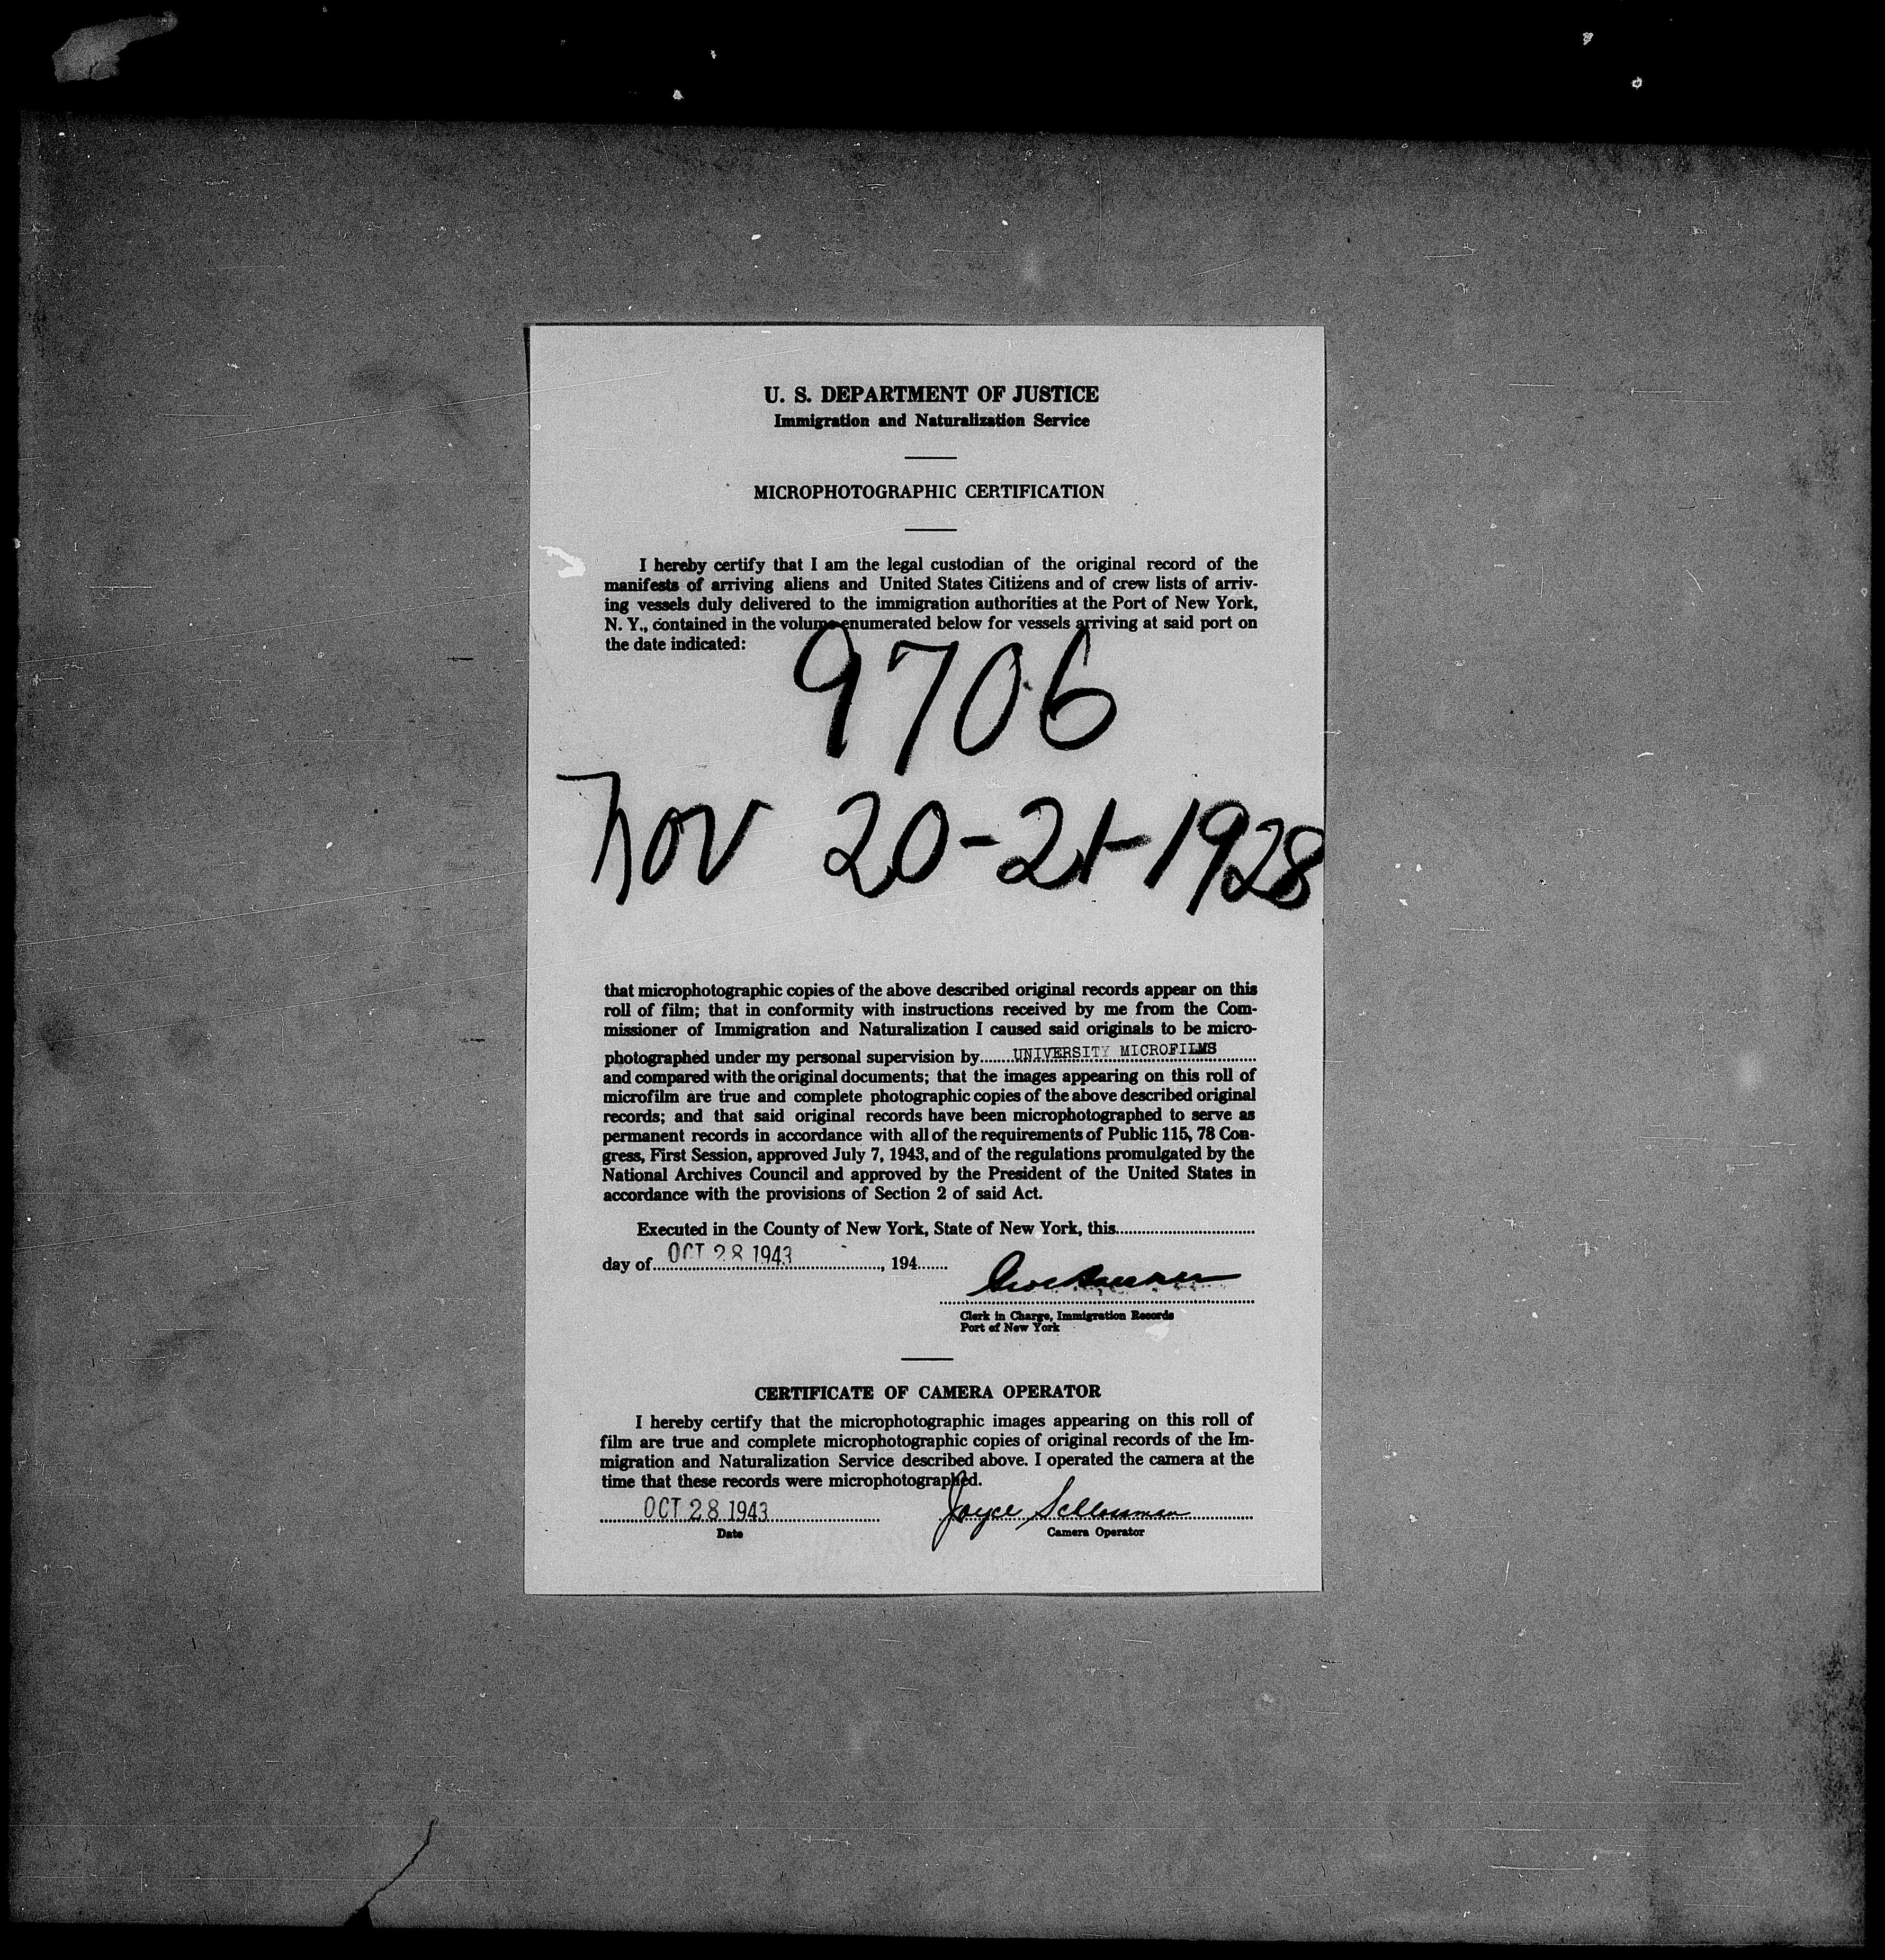 U. S. DEPARTMENT OF JUSTICE
Immigration and Naturalization Service
MICROPHOTOGRAPHIC CERTIFICATION
I hereby certify that I am the legal custodian of the original record of the
manifests of arriving aliens and United States Citizens and of crew lists of arriv-
ing vessels duly delivered to the immigration authorities at the Port of New York,
N. Y., contained in the volume enumerated below for vessels arriving at said port on
the date indicated:
9706
Nov 20-21-1928
that microphotographic copies of the above described original records appear on this
roll of film; that in conformity with instructions received by me from the Com-
missioner of Immigration and Naturalization I caused said originals to be micro-
photographed under my personal supervision by UNIVERSITY MICROFILMS
and compared with the original documents; that the images appearing on this roll of
microfilm are true and complete photographic copies of the above described original
records; and that said original records have been microphotographed to serve as
permanent records in accordance with all of the requirements of Public 115, 78 Con-
gress, First Session, approved July 7, 1943, and of the regulations promulgated by the
National Archives Council and approved by the President of the United States in
accordance with the provisions of Section 2 of said Act.
Executed in the County of New York, State of New York, this
day of OCT 28 1943, 194
Clerk in Charge, Immigration Records
Port of New York
CERTIFICATE OF CAMERA OPERATOR
I hereby certify that the microphotographic images appearing on this roll of
film are true and complete microphotographic copies of original records of the Im-
migration and Naturalization Service described above. I operated the camera at the
time that these records were microphotographed.
OCT 28 1943 Joyce Schlossman
Date Camera Operator